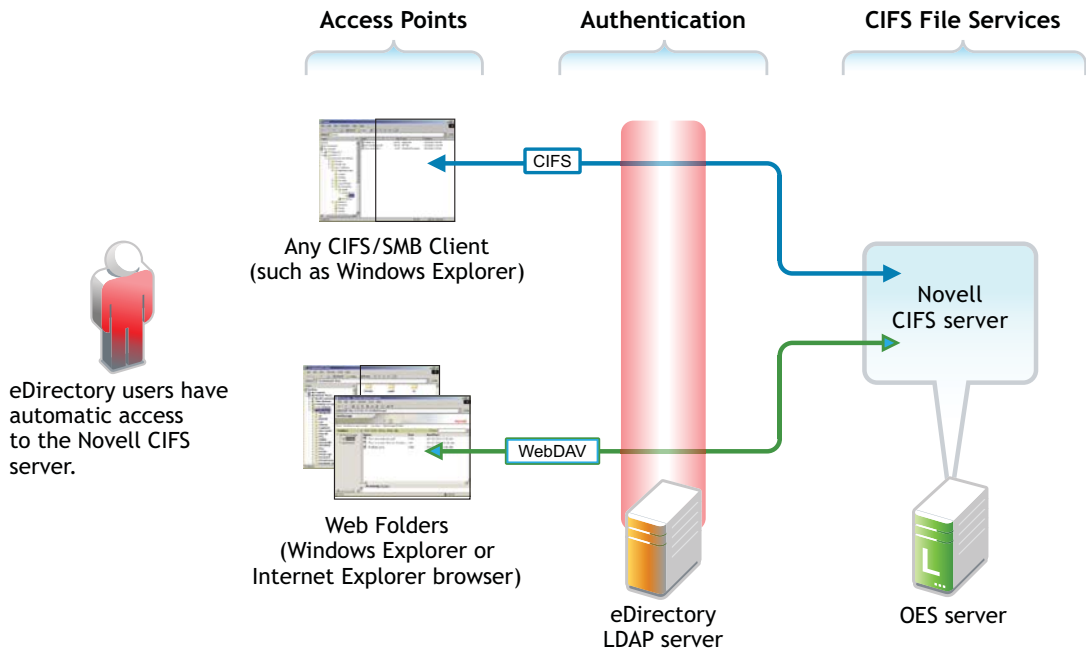 Access Points
Authentication
CIFS File Services
CIFS
Any CIFS/SMB Client
(such as Windows Explorer)
Novell
CIFS server
eDirectory users have
automatic access
to the Novell CIFS
server.
WebDAV
Web Folders
(Windows Explorer or
Internet Explorer browser)
eDirectory
LDAP server
L
OES server